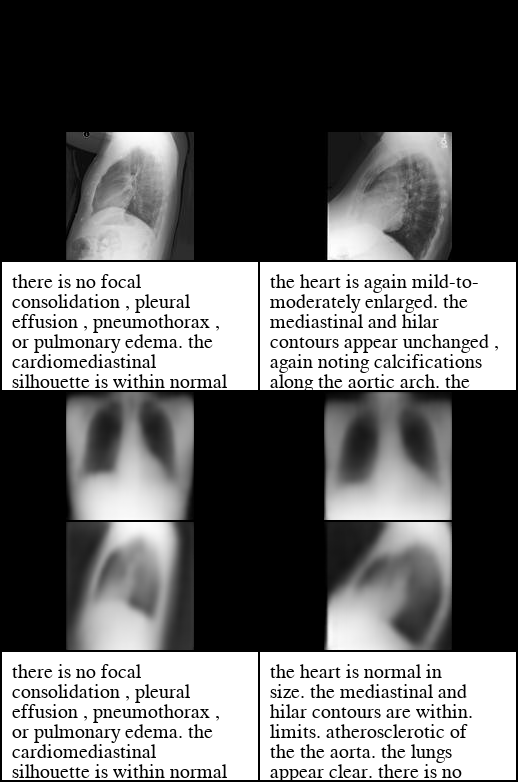 there is no focal
consolidation , pleural
effusion , pneumothorax ,
or pulmonary edema. the
cardiomediastinal
silhouette is within normal
the heart is again mild-to-
moderately enlarged. the
mediastinal and hilar
contours appear unchanged ,
again noting calcifications
along the aortic arch. the
there is no focal
consolidation , pleural
effusion , pneumothorax ,
or pulmonary edema. the
cardiomediastinal
silhouette is within normal
the heart is normal in
size. the mediastinal and
hilar contours are within.
limits. atherosclerotic of
the the aorta. the lungs
appear clear. there is no